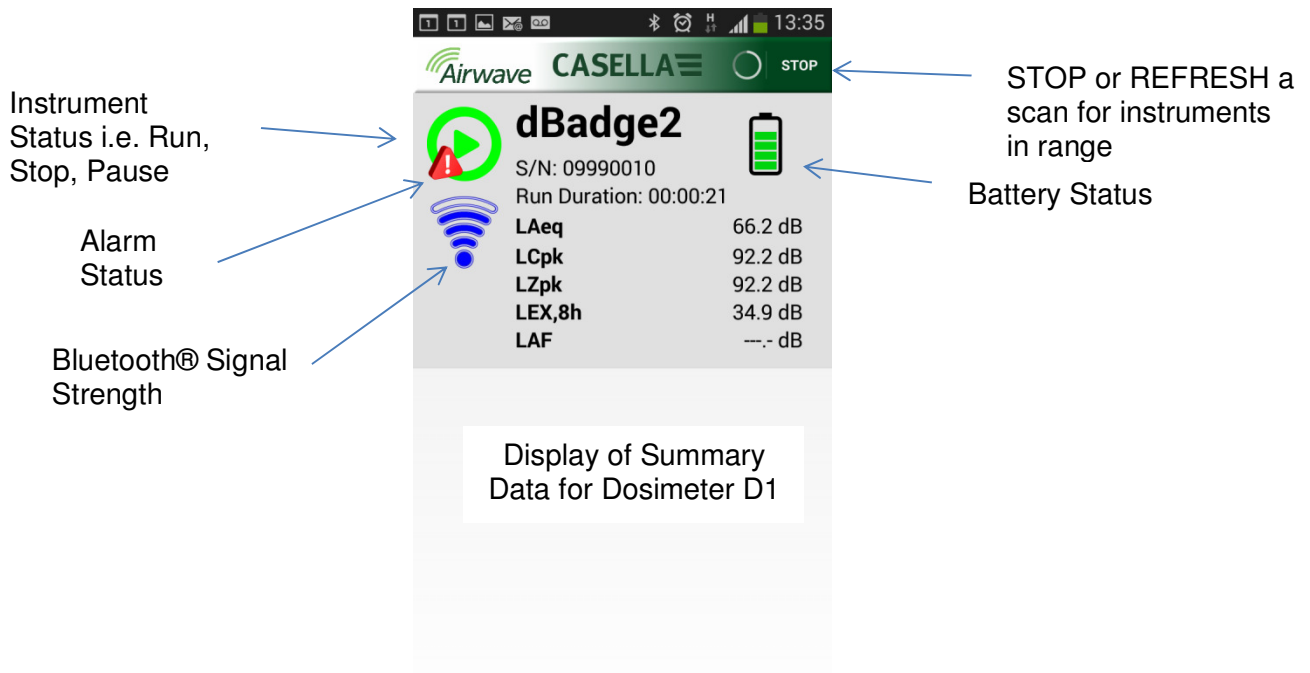 1 1 H 13:35
Airwave CASELLA STOP
Instrument
Status i.e. Run,
Stop, Pause
STOP or REFRESH a
scan for instruments
in range
dBadge2
S/N: 09990010
Run Duration: 00:00:21
Battery Status
LAeq 66.2 dB
LCpk 92.2 dB
LZpk 92.2 dB
LEX,8h 34.9 dB
LAF ---.- dB
Alarm
Status
Bluetooth® Signal
Strength
Display of Summary
Data for Dosimeter D1